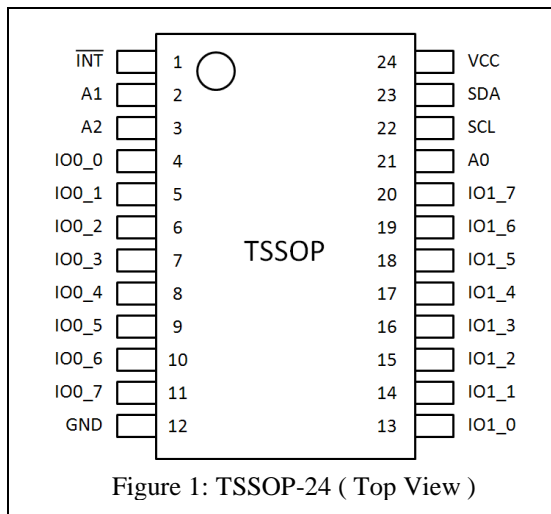 I̅N̅T̅ 1 24 VCC
A1 2 23 SDA
A2 3 22 SCL
IO0_0 4 21 A0
IO0_1 5 20 IO1_7
IO0_2 6 19 IO1_6
IO0_3 7 TSSOP 18 IO1_5
IO0_4 8 17 IO1_4
IO0_5 9 16 IO1_3
IO0_6 10 15 IO1_2
IO0_7 11 14 IO1_1
GND 12 13 IO1_0
Figure 1: TSSOP-24 ( Top View )